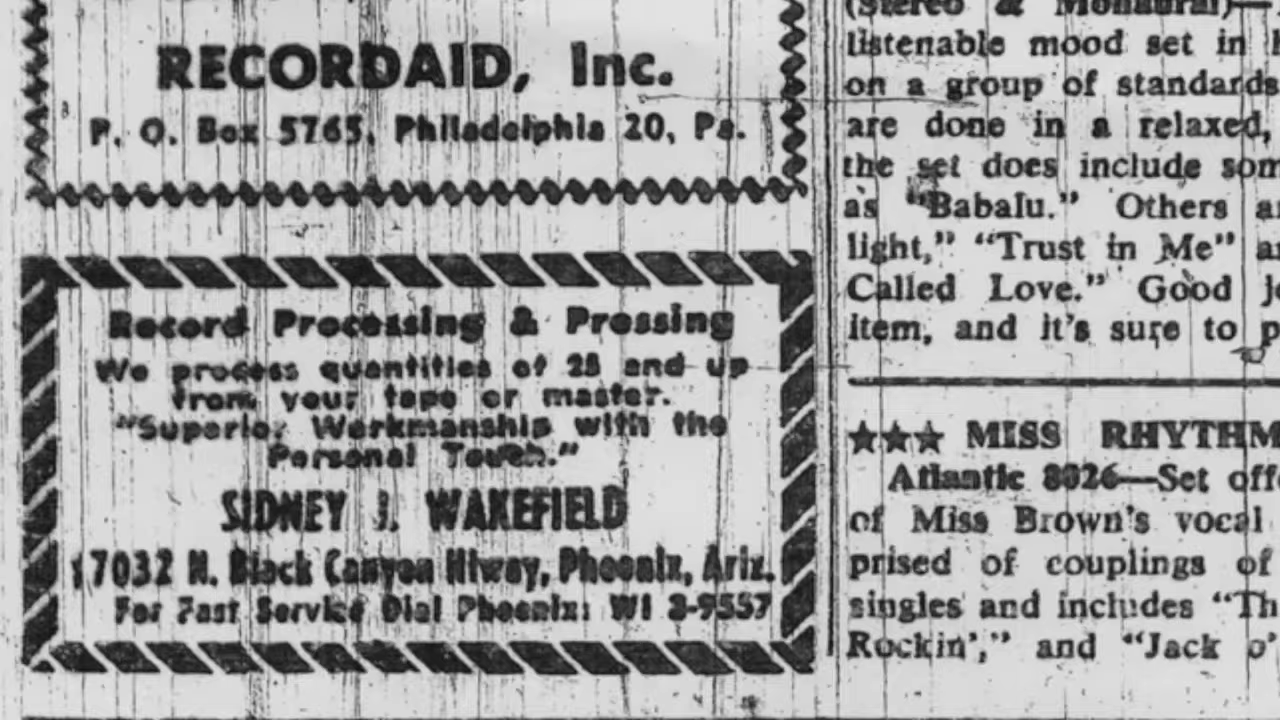 RECORDAID, Inc.
P. O. Box 5765, Philadelphia 20, Pa.
Record Processing & Pressing
We process quantities of 25 and up
from your tape or master.
"Superior Workmanship with the
Personal Touch."
SIDNEY J. WAKEFIELD
17032 N. Black Canyon Hiway, Phoenix, Ariz.
For Fast Service Dial Phoenix: WI 3-9557
(Stereo & Monaural)—
listenable mood set in
on a group of standards
are done in a relaxed,
the set does include som
as "Babalu." Others a
light," "Trust in Me" a
Called Love." Good j
item, and it's sure to p
★★★ MISS RHYTHM
Atlantic 8026—Set off
of Miss Brown's vocal
prised of couplings of
singles and includes "Th
Rockin'," and "Jack o'